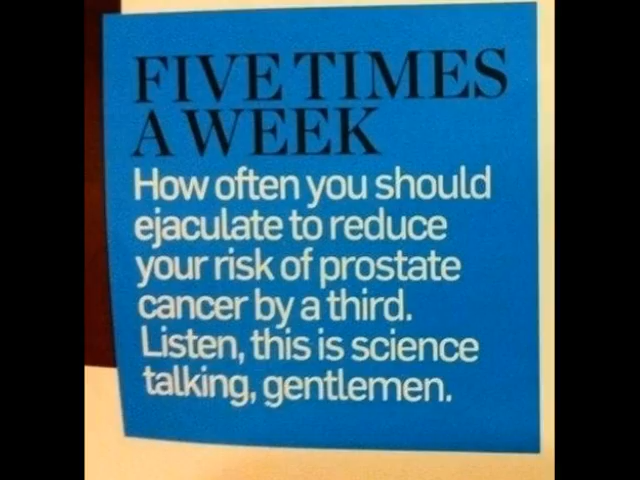 FIVE TIMES
A WEEK
How often you should
ejaculate to reduce
your risk of prostate
cancer by a third.
Listen, this is science
talking, gentlemen.